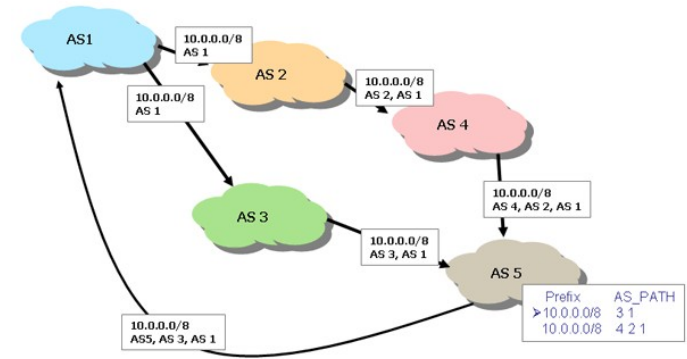 AS1
10.0.0.0/8
AS 1
AS 2
10.0.0.0/8
AS 2, AS 1
10.0.0.0/8
AS 1
AS 4
10.0.0.0/8
AS 4, AS 2, AS 1
AS 3
10.0.0.0/8
AS 3, AS 1
AS 5
Prefix AS_PATH
➢10.0.0.0/8 3 1
10.0.0.0/8 4 2 1
10.0.0.0/8
AS5, AS 3, AS 1